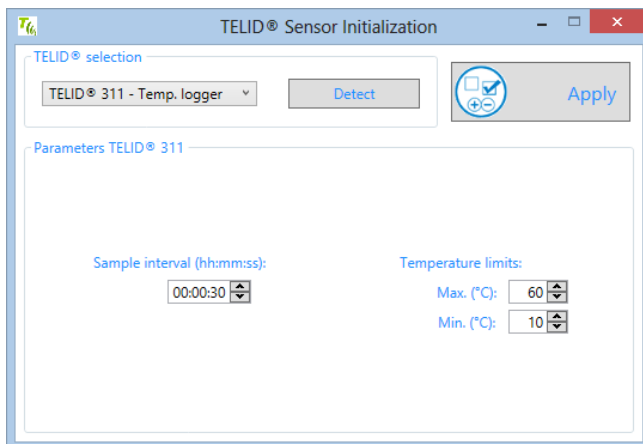 TELID® Sensor Initialization
TELID® selection
TELID® 311 - Temp. logger
Detect
Apply
Parameters TELID® 311
Sample interval (hh:mm:ss):
00:00:30
Temperature limits:
Max. (°C): 60
Min. (°C): 10